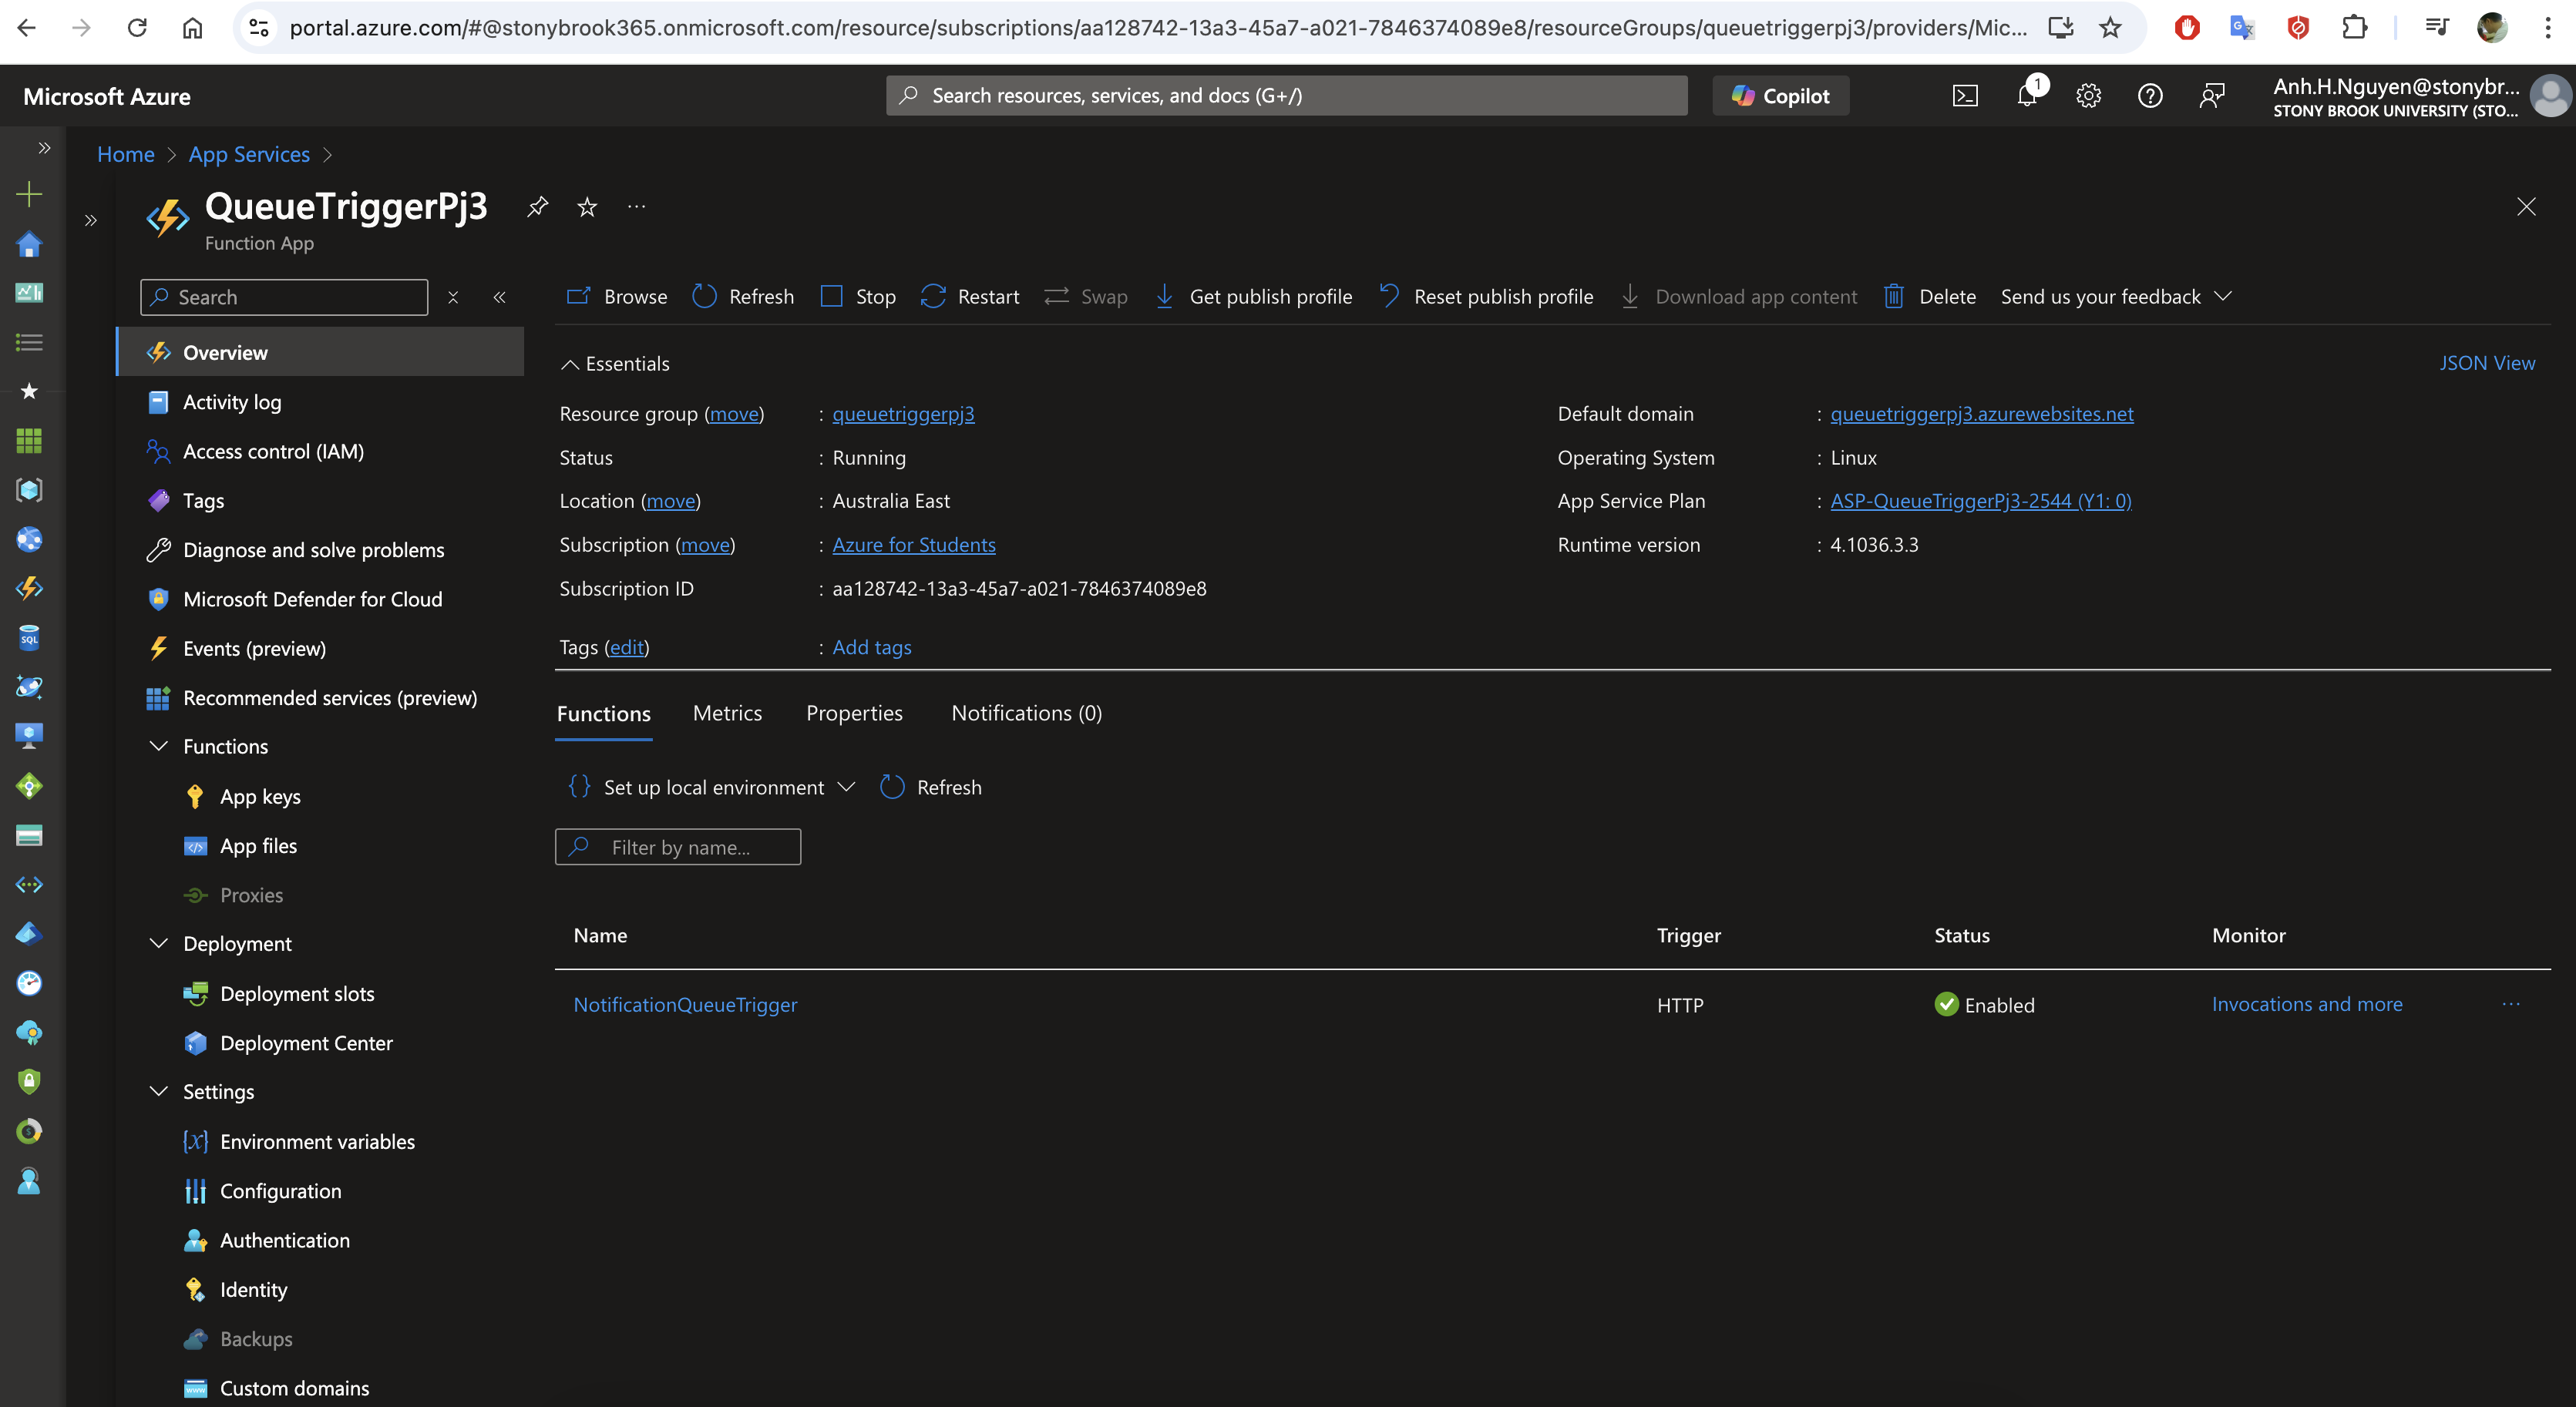 portal.azure.com/#@stonybrook365.onmicrosoft.com/resource/subscriptions/aa128742-13a3-45a7-a021-7846374089e8/resourceGroups/queuetriggerpj3/providers/Mic...
Microsoft Azure
Search resources, services, and docs (G+/)
Copilot
1
Anh.H.Nguyen@stonybr...
STONY BROOK UNIVERSITY (STO...
Home > App Services >
QueueTriggerPj3
Function App
Search
Browse Refresh Stop Restart Swap Get publish profile Reset publish profile Download app content Delete Send us your feedback
Overview
Activity log
Access control (IAM)
Tags
Diagnose and solve problems
Microsoft Defender for Cloud
Events (preview)
Recommended services (preview)
Functions
App keys
App files
Proxies
Deployment
Deployment slots
Deployment Center
Settings
Environment variables
Configuration
Authentication
Identity
Backups
Custom domains
Essentials
JSON View
Resource group (move) : queuetriggerpj3
Status : Running
Location (move) : Australia East
Subscription (move) : Azure for Students
Subscription ID : aa128742-13a3-45a7-a021-7846374089e8
Tags (edit) : Add tags
Default domain : queuetriggerpj3.azurewebsites.net
Operating System : Linux
App Service Plan : ASP-QueueTriggerPj3-2544 (Y1: 0)
Runtime version : 4.1036.3.3
Functions Metrics Properties Notifications (0)
Set up local environment Refresh
Filter by name...
Name Trigger Status Monitor
NotificationQueueTrigger HTTP Enabled Invocations and more
SQL
www